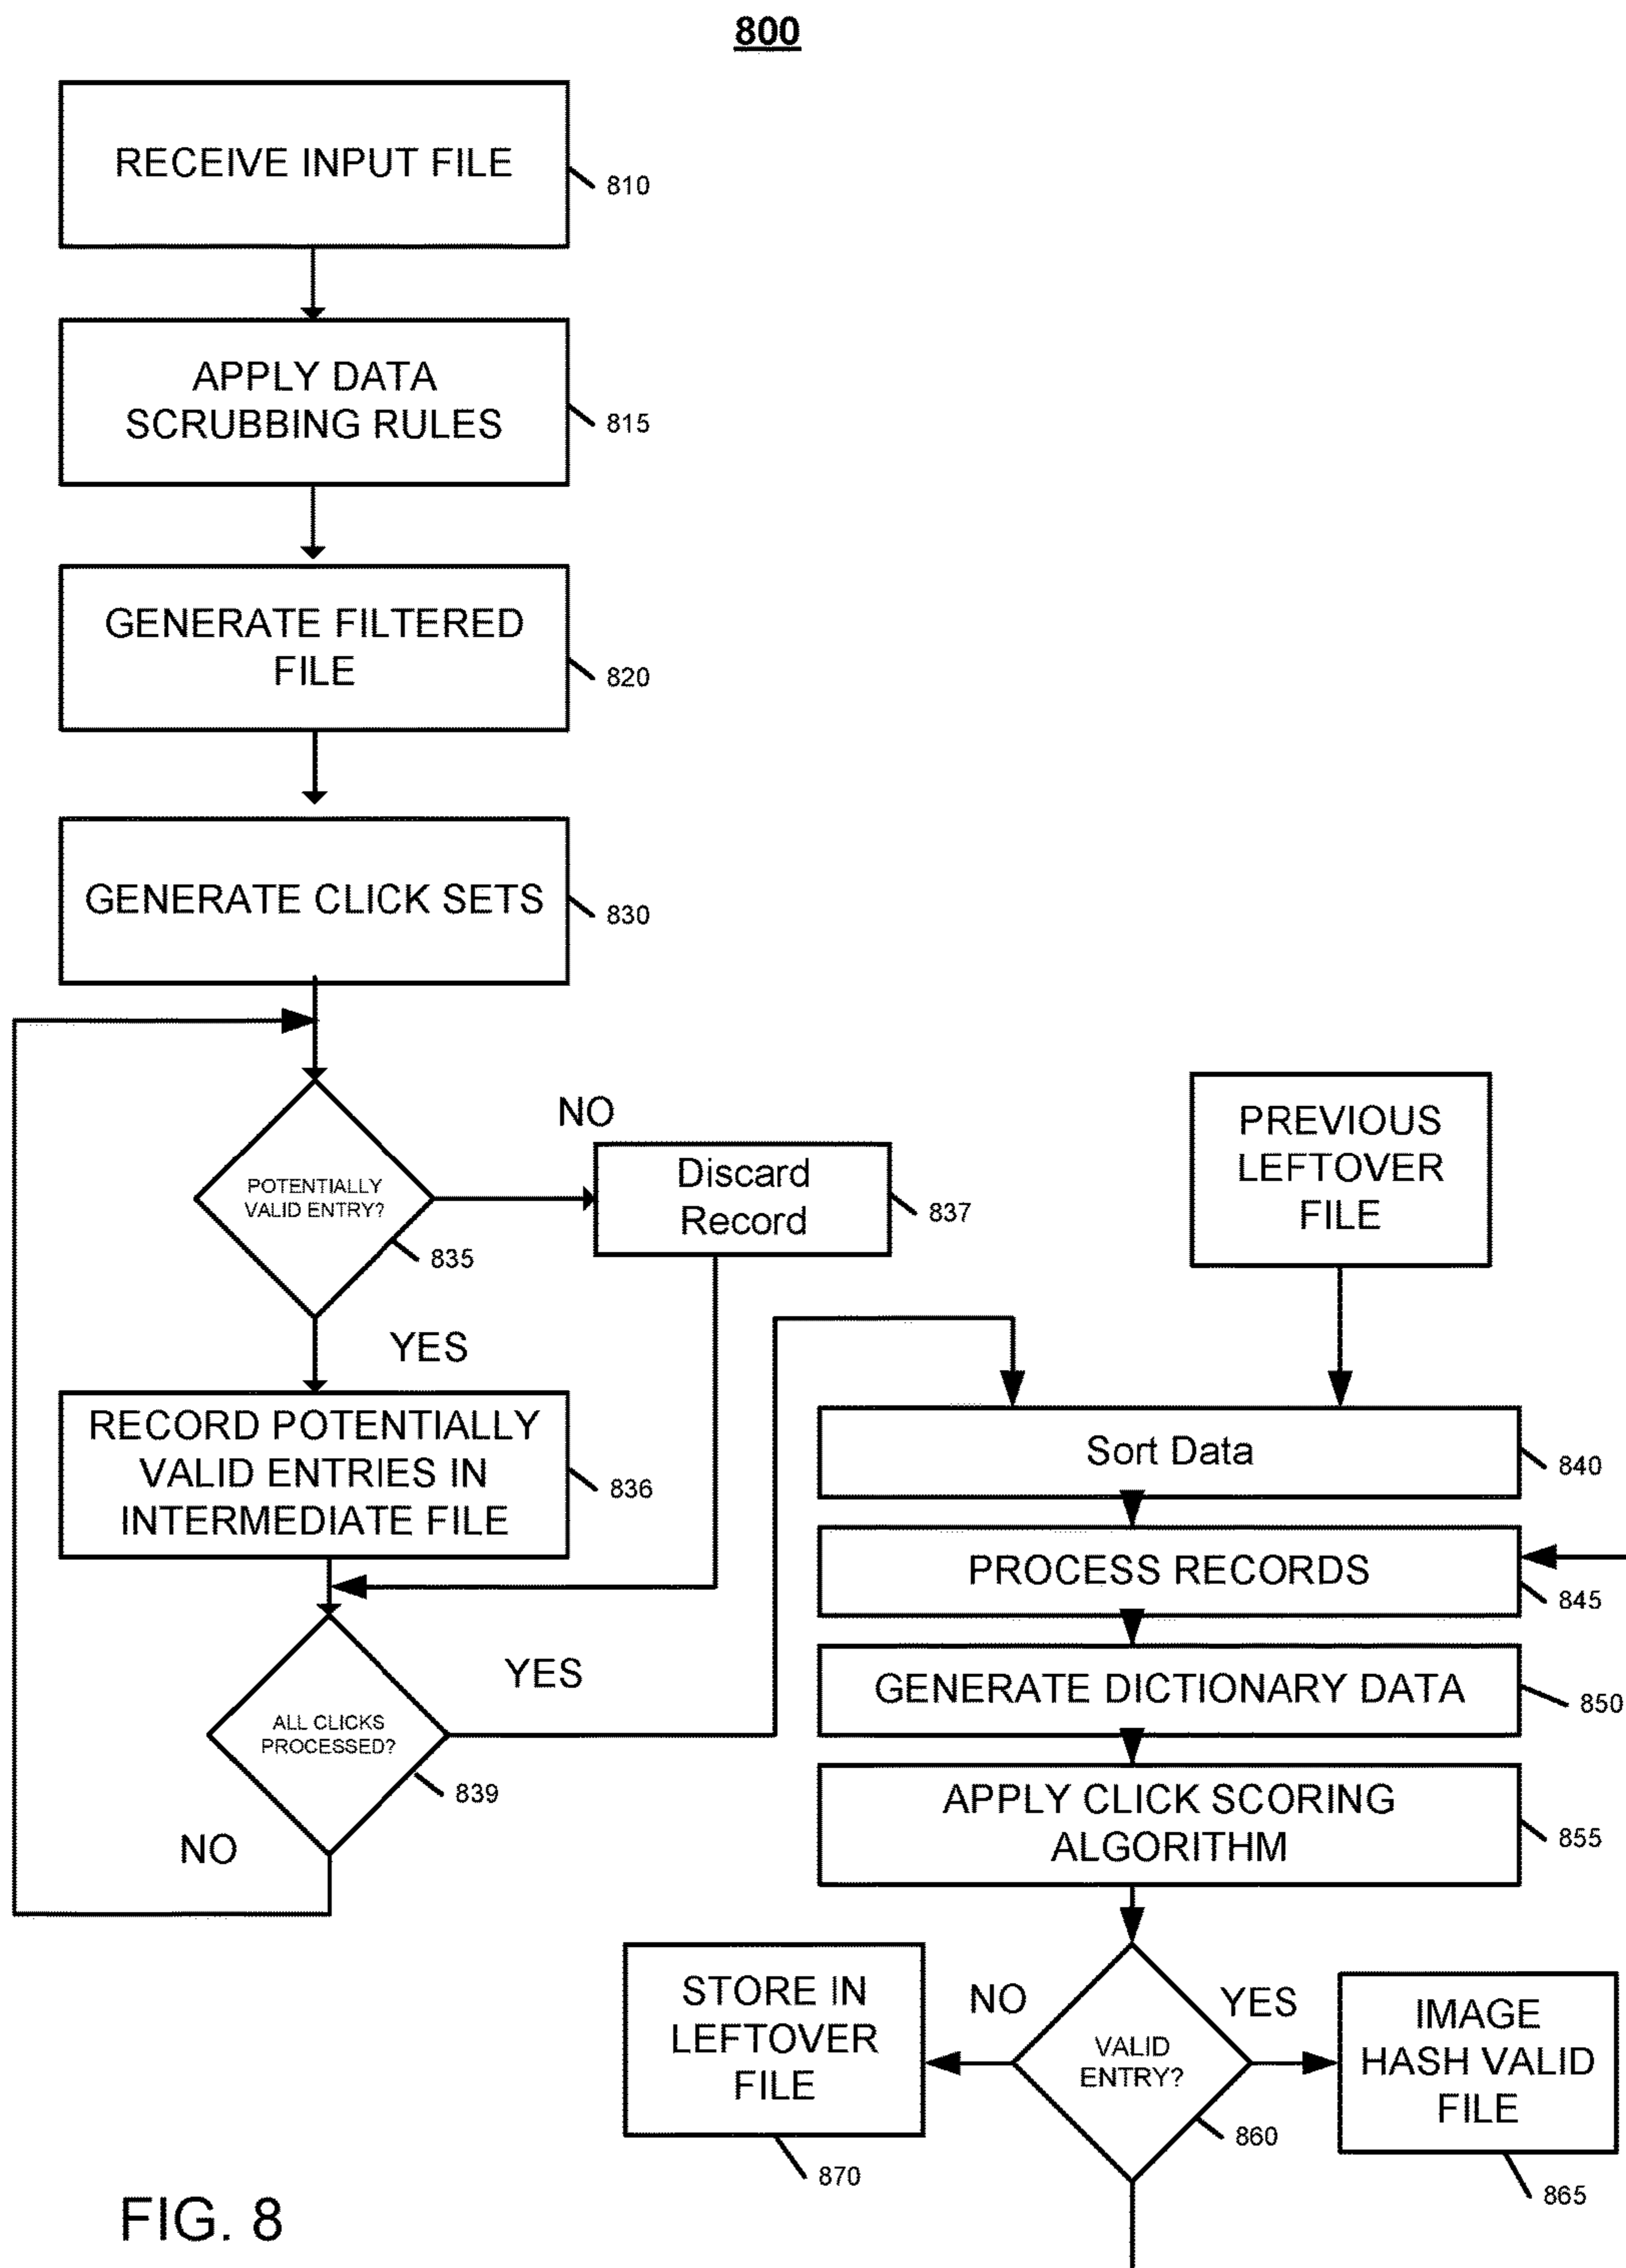 800
RECEIVE INPUT FILE
810
APPLY DATA
SCRUBBING RULES
815
GENERATE FILTERED
FILE
820
GENERATE CLICK SETS
830
POTENTIALLY
VALID ENTRY?
835
NO
Discard
Record
837
YES
RECORD POTENTIALLY
VALID ENTRIES IN
INTERMEDIATE FILE
836
ALL CLICKS
PROCESSED?
839
YES
NO
PREVIOUS
LEFTOVER
FILE
Sort Data
840
PROCESS RECORDS
845
GENERATE DICTIONARY DATA
850
APPLY CLICK SCORING
ALGORITHM
855
VALID
ENTRY?
860
NO
STORE IN
LEFTOVER
FILE
870
YES
IMAGE
HASH VALID
FILE
865
FIG. 8